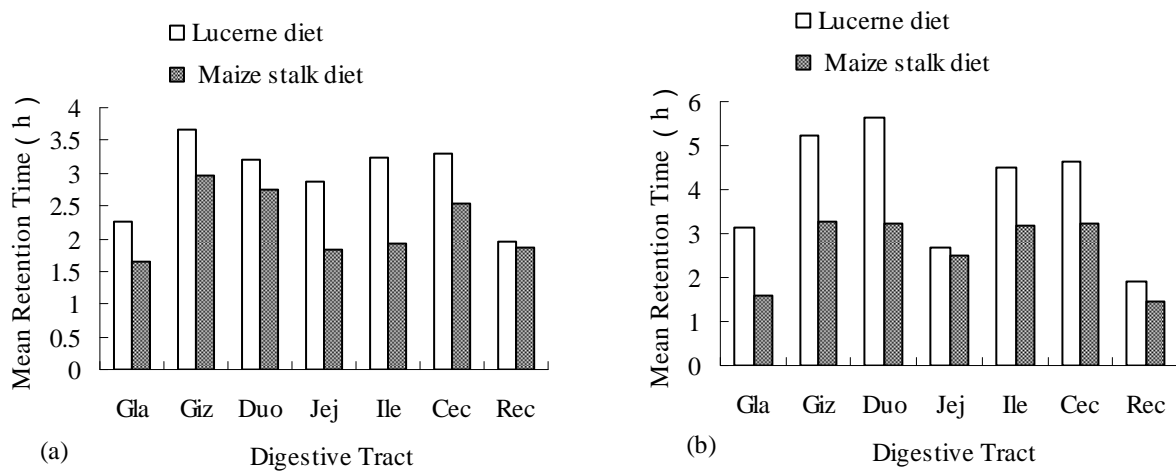 Lucerne diet
Maize stalk diet
Mean Retention Time ( h )
4
3.5
3
2.5
2
1.5
1
0.5
0
Gla Giz Duo Jej Ile Cec Rec
(a)
Digestive Tract
Lucerne diet
Maize stalk diet
Mean Retention Time ( h )
6
5
4
3
2
1
0
Gla Giz Duo Jej Ile Cec Rec
(b)
Digestive Tract